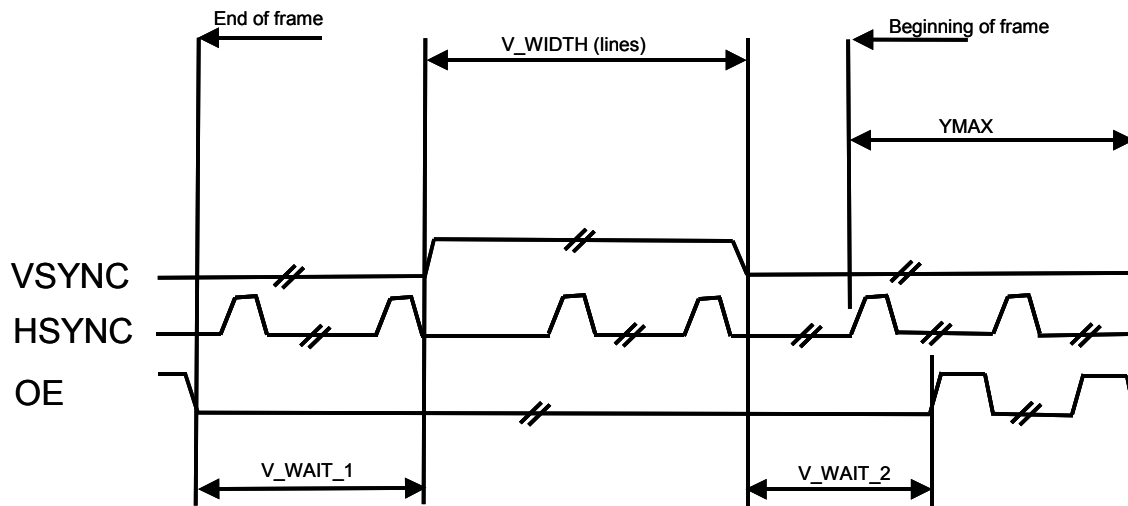 End of frame
V_WIDTH (lines)
Beginning of frame
YMAX
VSYNC
HSYNC
OE
V_WAIT_1
V_WAIT_2